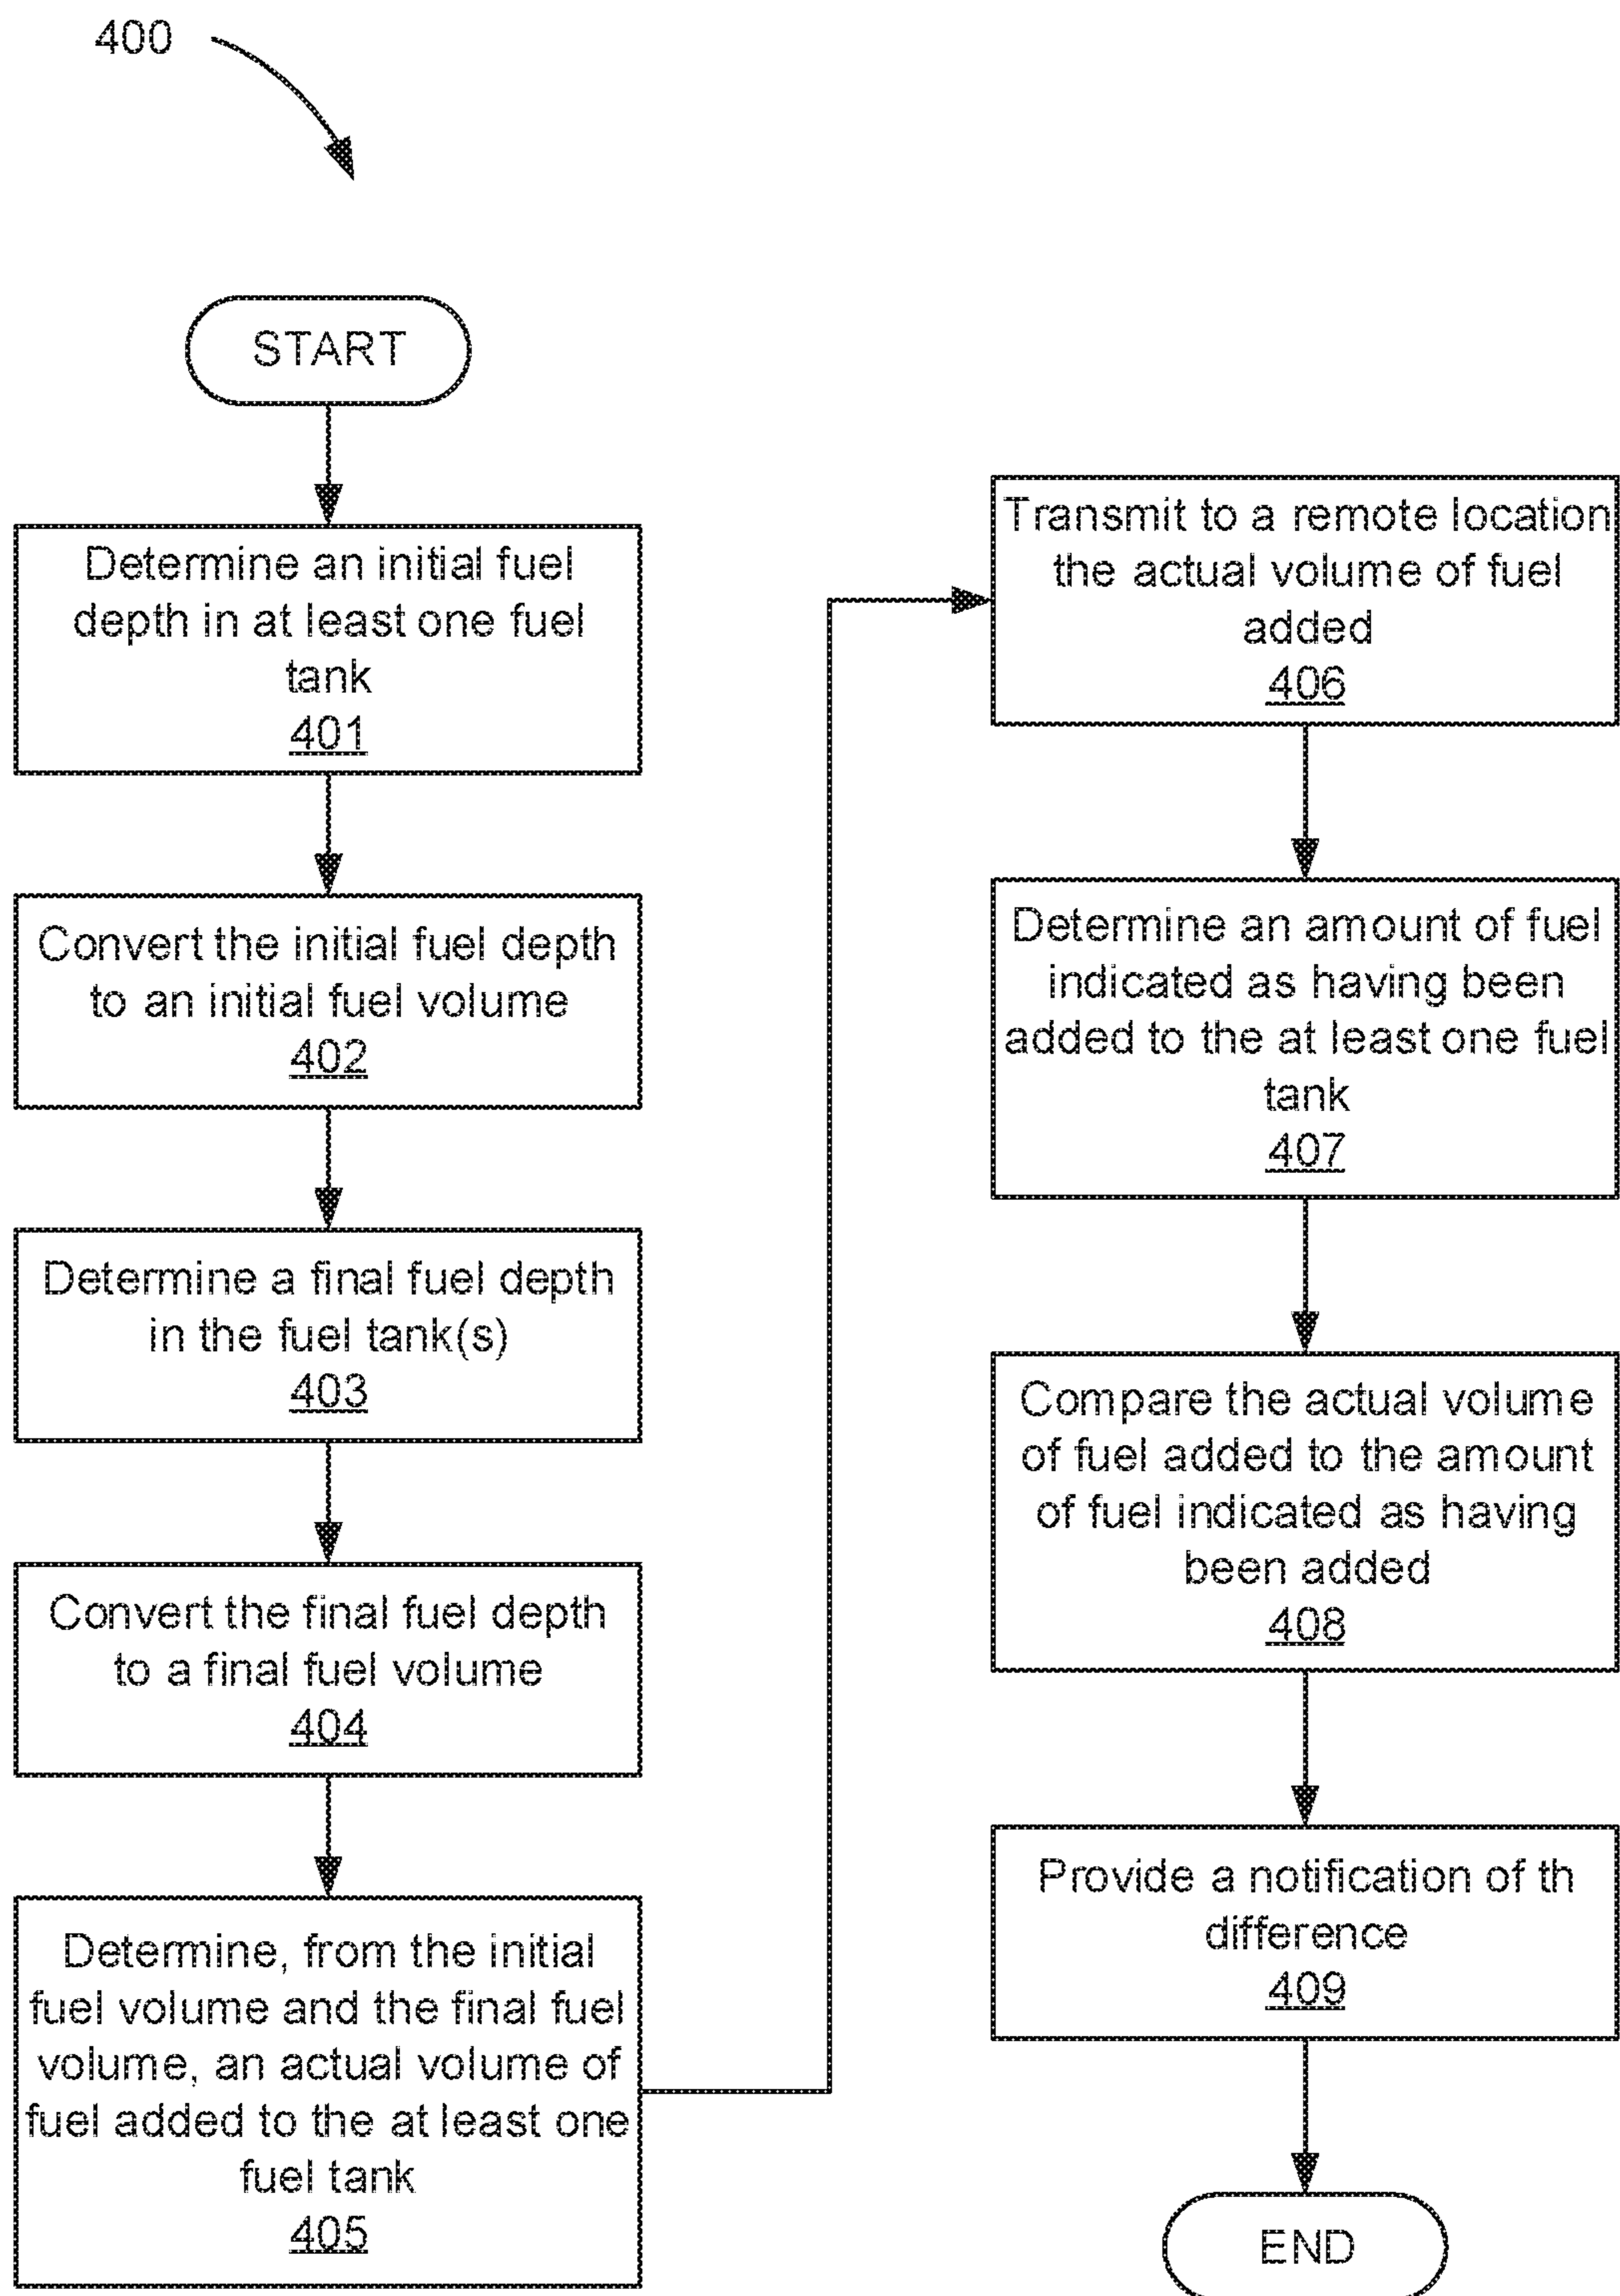 400
START
Determine an initial fuel
depth in at least one fuel
tank
401
Convert the initial fuel depth
to an initial fuel volume
402
Determine a final fuel depth
in the fuel tank(s)
403
Convert the final fuel depth
to a final fuel volume
404
Determine, from the initial
fuel volume and the final fuel
volume, an actual volume of
fuel added to the at least one
fuel tank
405
Transmit to a remote location
the actual volume of fuel
added
406
Determine an amount of fuel
indicated as having been
added to the at least one fuel
tank
407
Compare the actual volume
of fuel added to the amount
of fuel indicated as having
been added
408
Provide a notification of th
difference
409
END